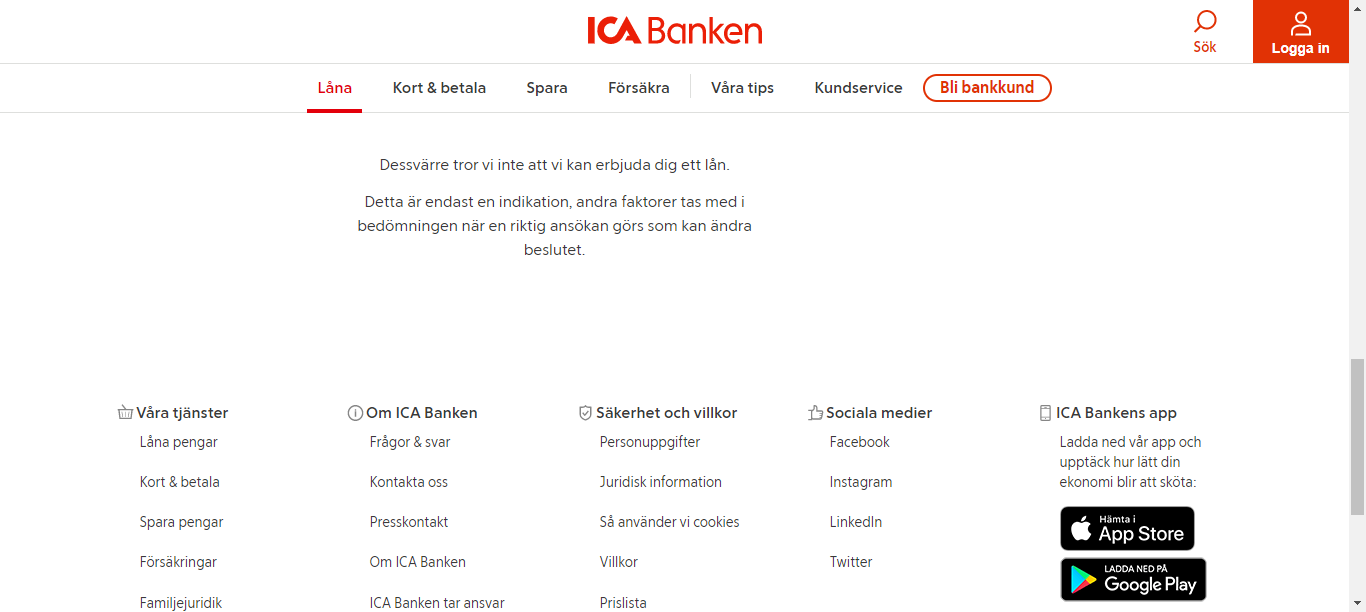 ICA Banken
Sök
Logga in
Låna
Kort & betala
Spara
Försäkra
Våra tips
Kundservice
Bli bankkund
Dessvärre tror vi inte att vi kan erbjuda dig ett lån.
Detta är endast en indikation, andra faktorer tas med i
bedömningen när en riktig ansökan görs som kan ändra
beslutet.
Våra tjänster
Låna pengar
Kort & betala
Spara pengar
Försäkringar
Familjejuridik
Om ICA Banken
Frågor & svar
Kontakta oss
Presskontakt
Om ICA Banken
ICA Banken tar ansvar
Säkerhet och villkor
Personuppgifter
Juridisk information
Så använder vi cookies
Villkor
Prislista
Sociala medier
Facebook
Instagram
LinkedIn
Twitter
ICA Bankens app
Ladda ned vår app och
upptäck hur lätt din
ekonomi blir att sköta:
Hämta i
App Store
LADDA NED PÅ
Google Play